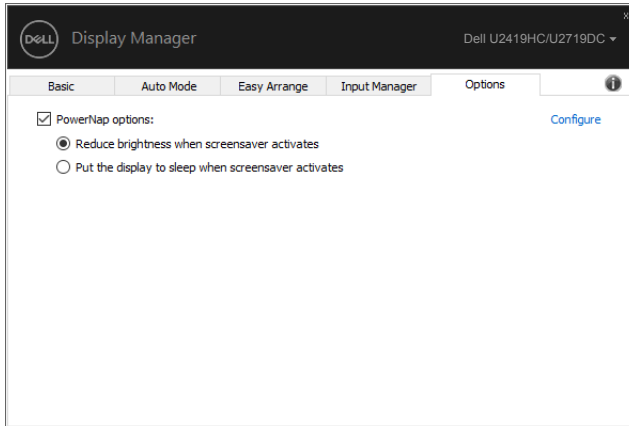 x
DELL Display Manager Dell U2419HC/U2719DC
Basic Auto Mode Easy Arrange Input Manager Options i
PowerNap options: Configure
Reduce brightness when screensaver activates
Put the display to sleep when screensaver activates